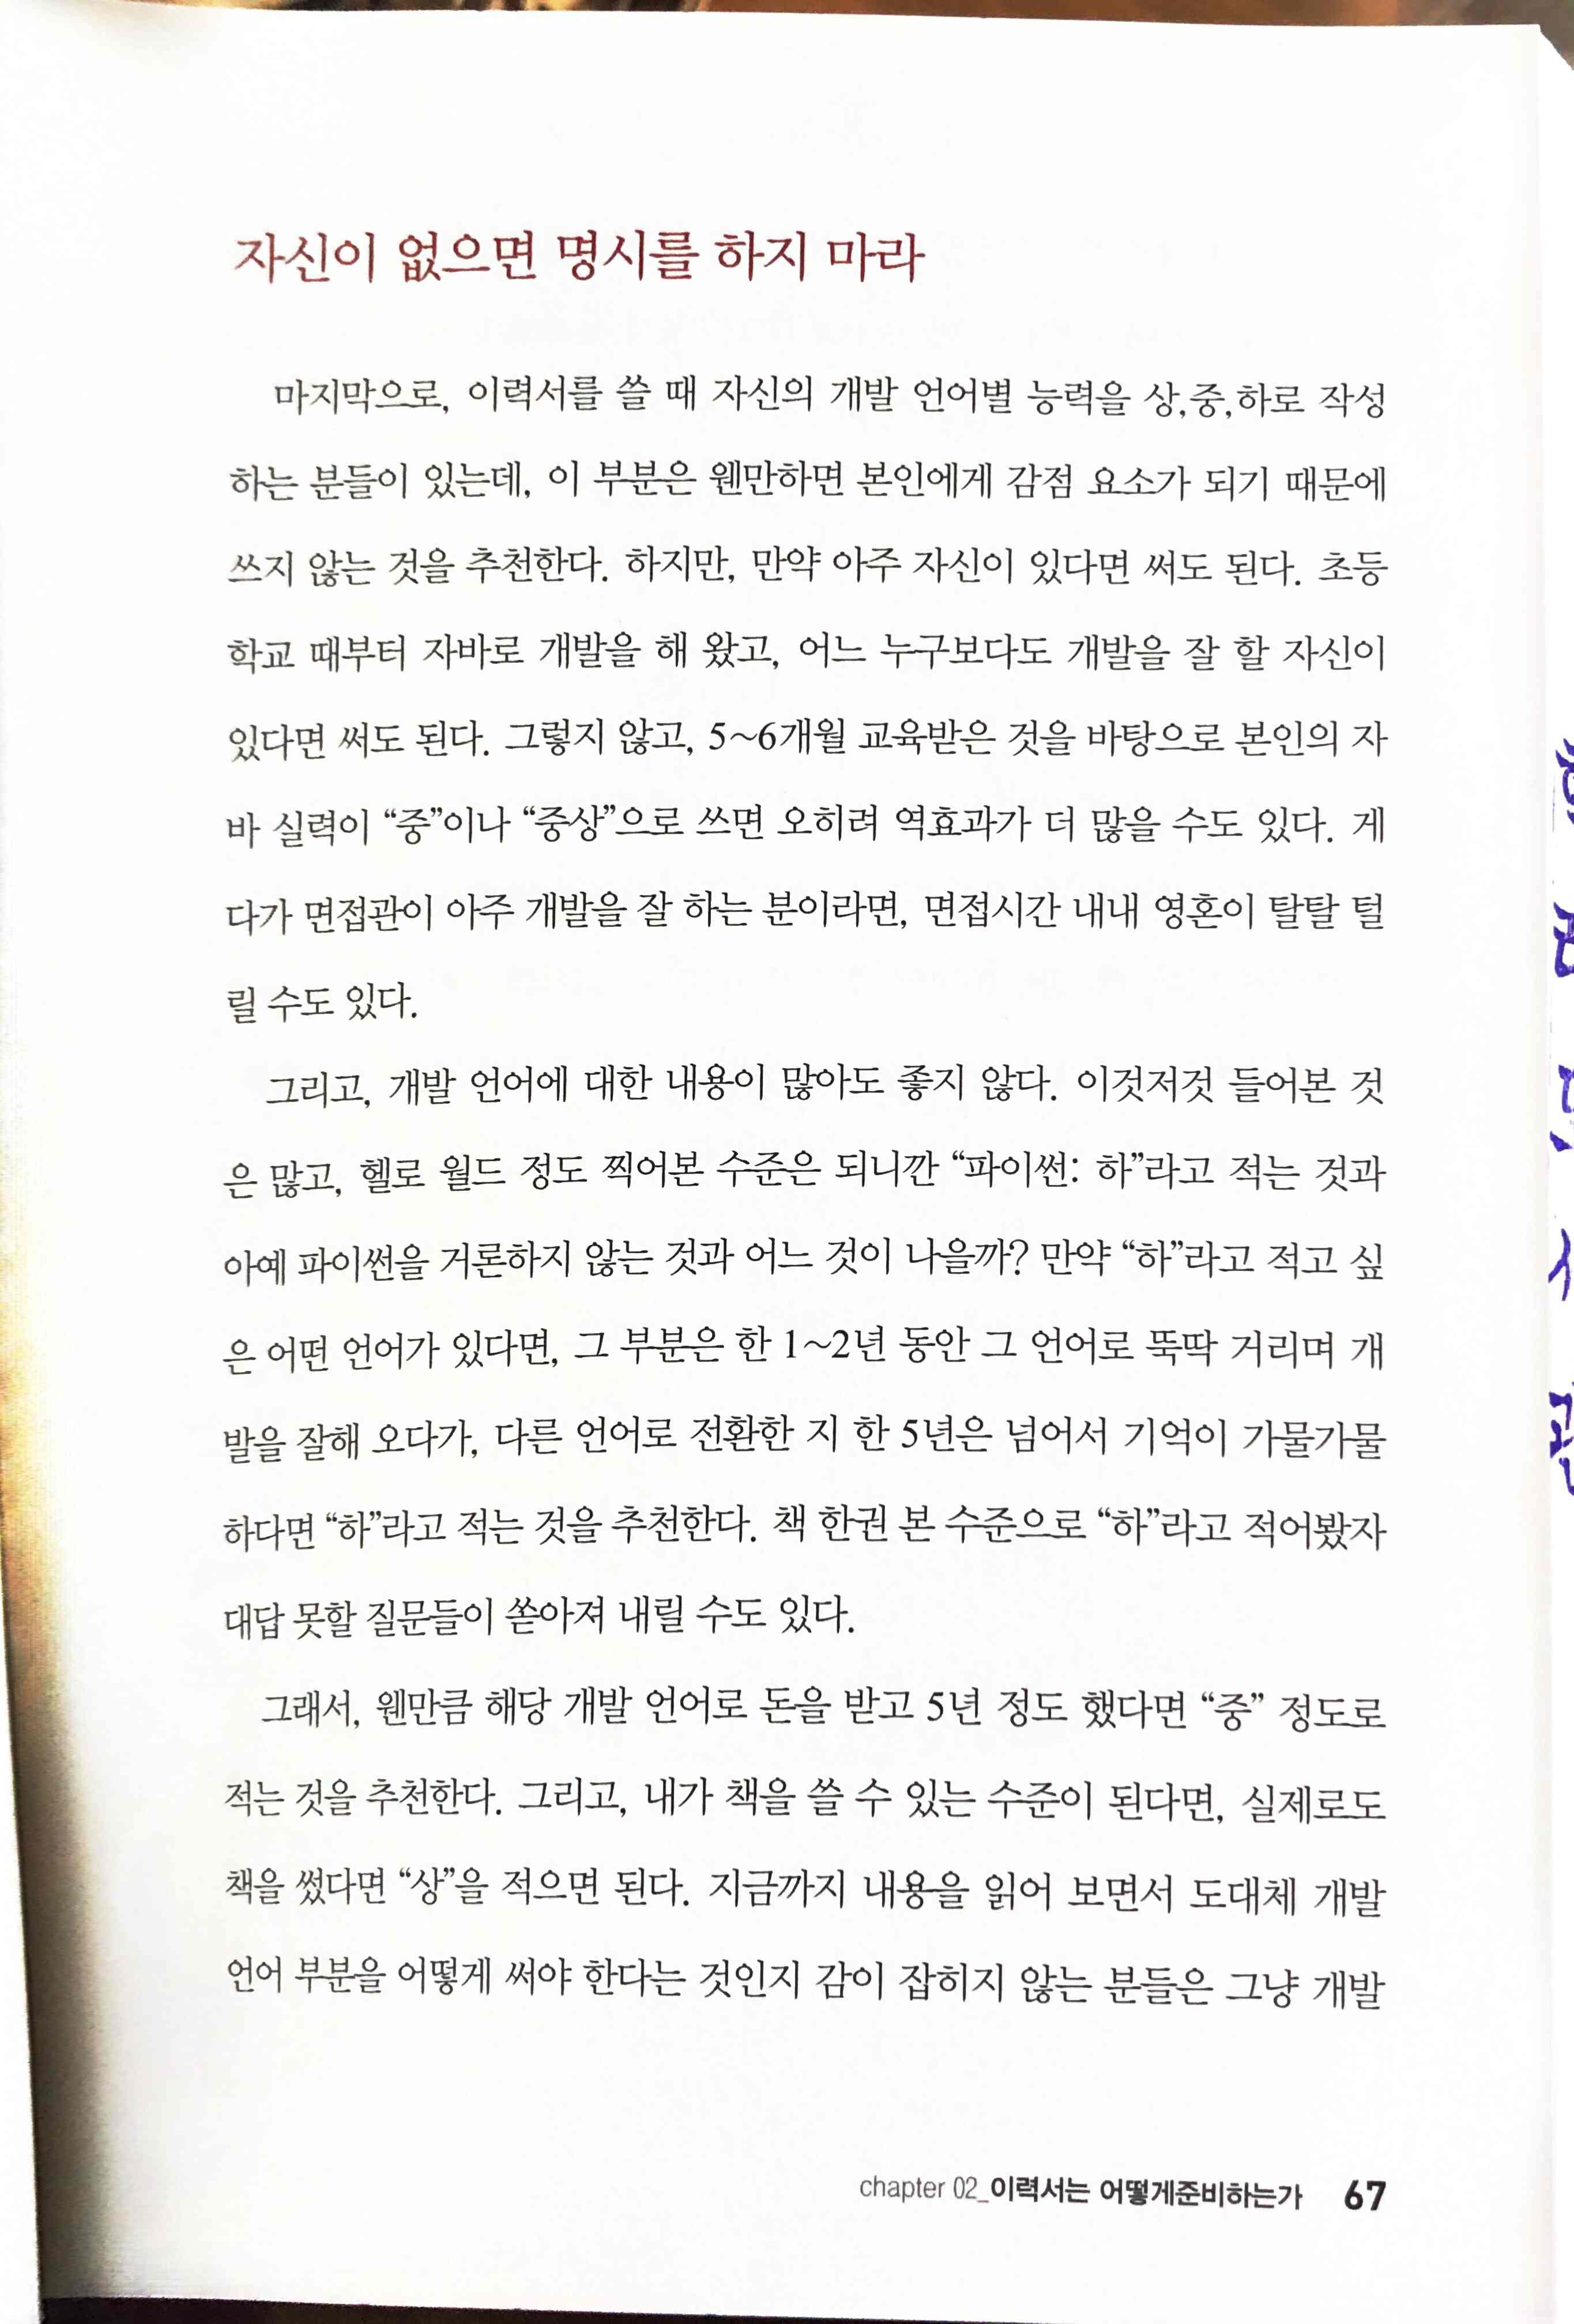 자신이 없으면 명시를 하지 마라
마지막으로, 이력서를 쓸 때 자신의 개발 언어별 능력을 상,중,하로 작성
하는 분들이 있는데, 이 부분은 웬만하면 본인에게 감점 요소가 되기 때문에
쓰지 않는 것을 추천한다. 하지만, 만약 아주 자신이 있다면 써도 된다. 초등
학교 때부터 자바로 개발을 해 왔고, 어느 누구보다도 개발을 잘 할 자신이
있다면 써도 된다. 그렇지 않고, 5~6개월 교육받은 것을 바탕으로 본인의 자
바 실력이 “중”이나 “중상”으로 쓰면 오히려 역효과가 더 많을 수도 있다. 게
다가 면접관이 아주 개발을 잘 하는 분이라면, 면접시간 내내 영혼이 탈탈 털
릴 수도 있다.
그리고, 개발 언어에 대한 내용이 많아도 좋지 않다. 이것저것 들어본 것
은 많고, 헬로 월드 정도 찍어본 수준은 되니깐 “파이썬: 하”라고 적는 것과
아예 파이썬을 거론하지 않는 것과 어느 것이 나을까? 만약 “하”라고 적고 싶
은 어떤 언어가 있다면, 그 부분은 한 1~2년 동안 그 언어로 뚝딱 거리며 개
발을 잘해 오다가, 다른 언어로 전환한 지 한 5년은 넘어서 기억이 가물가물
하다면 “하”라고 적는 것을 추천한다. 책 한권 본 수준으로 “하”라고 적어봤자
대답 못할 질문들이 쏟아져 내릴 수도 있다.
그래서, 웬만큼 해당 개발 언어로 돈을 받고 5년 정도 했다면 “중” 정도로
적는 것을 추천한다. 그리고, 내가 책을 쓸 수 있는 수준이 된다면, 실제로도
책을 썼다면 “상”을 적으면 된다. 지금까지 내용을 읽어 보면서 도대체 개발
언어 부분을 어떻게 써야 한다는 것인지 감이 잡히지 않는 분들은 그냥 개발
chapter 02_이력서는 어떻게준비하는가 67